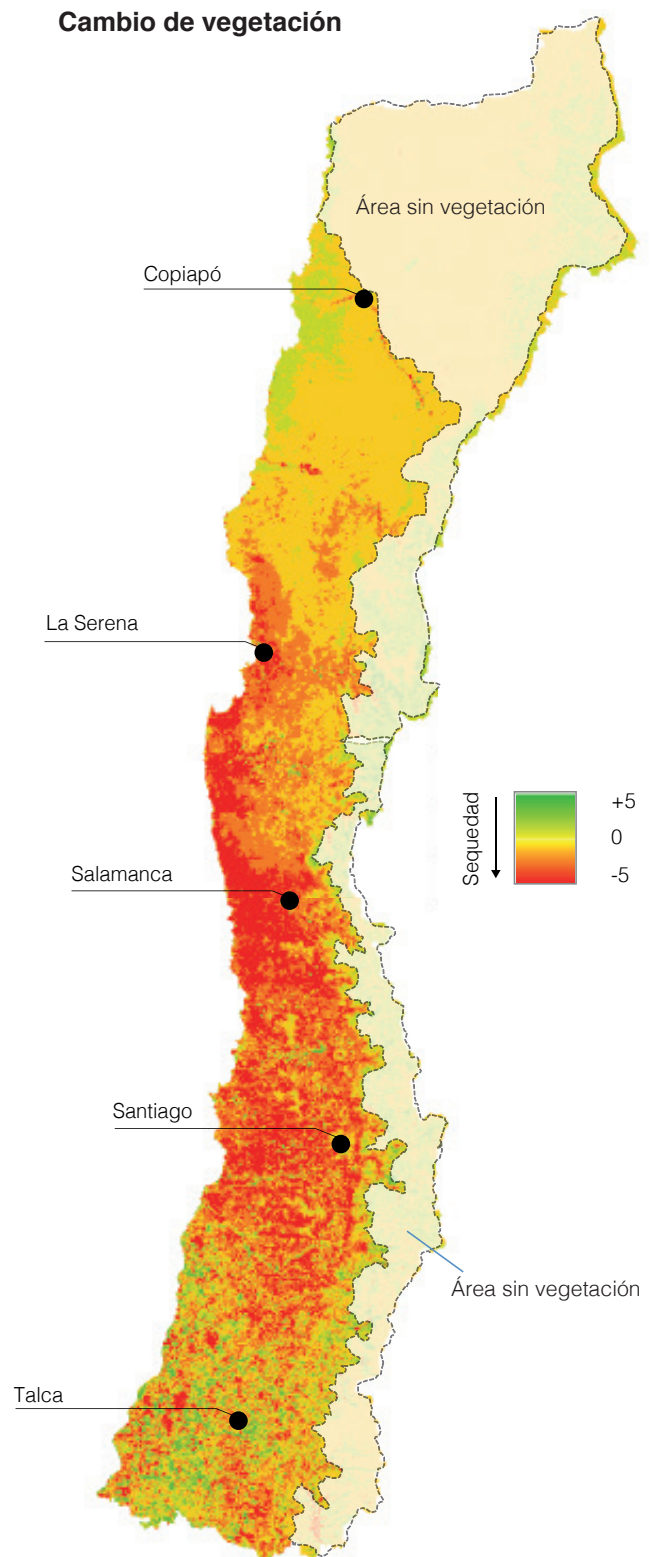 Cambio de vegetación
Área sin vegetación
Copiapó
La Serena
Sequedad
+5
0
-5
Salamanca
Santiago
Área sin vegetación
Talca